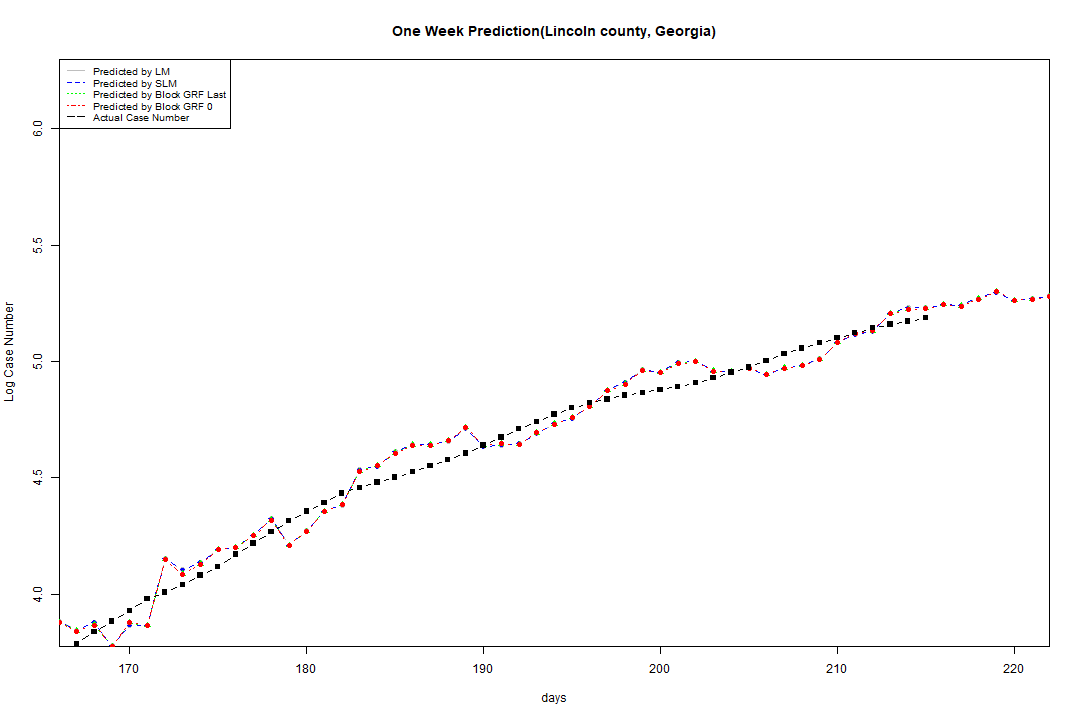 One Week Prediction(Lincoln county, Georgia)
Predicted by LM
Predicted by SLM
Predicted by Block GRF Last
Predicted by Block GRF 0
Actual Case Number
6.0
5.5
5.0
4.5
4.0
Log Case Number
170 180 190 200 210 220
days